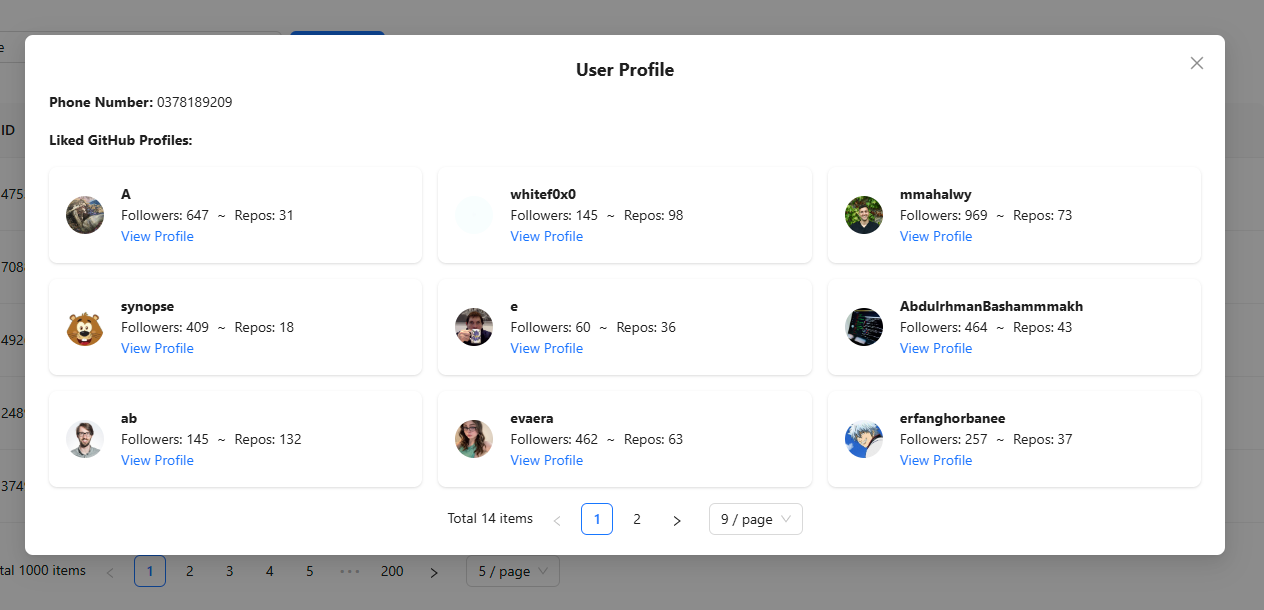 e
User Profile
Phone Number: 0378189209
ID
Liked GitHub Profiles:
A
Followers: 647 ~ Repos: 31
View Profile
whitef0x0
Followers: 145 ~ Repos: 98
View Profile
mmahalwy
Followers: 969 ~ Repos: 73
View Profile
475
708
synopse
Followers: 409 ~ Repos: 18
View Profile
e
Followers: 60 ~ Repos: 36
View Profile
AbdulrhmanBashammmakh
Followers: 464 ~ Repos: 43
View Profile
492
248
ab
Followers: 145 ~ Repos: 132
View Profile
evaera
Followers: 462 ~ Repos: 63
View Profile
erfanghorbanee
Followers: 257 ~ Repos: 37
View Profile
374
Total 14 items < 1 2 > 9 / page
tal 1000 items < 1 2 3 4 5 ••• 200 > 5 / page